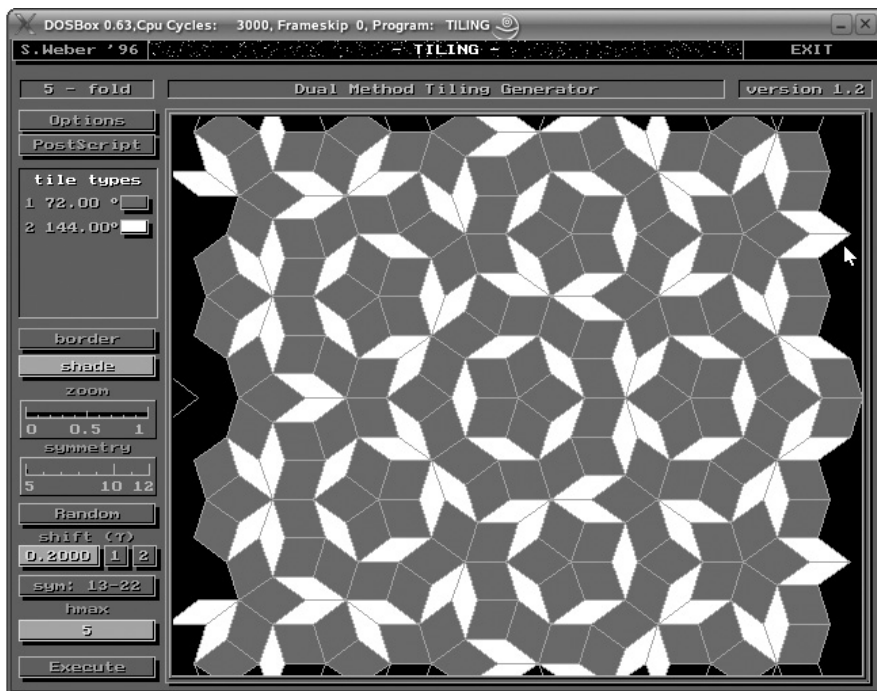 DOSBox 0.63,Cpu Cycles:    3000, Frameskip  0, Program:  TILING
S.Weber '96 - TILING - EXIT
5 - fold Dual Method Tiling Generator version 1.2
Options
PostScript
tile types
1 72.00 °
2 144.00°
border
shade
zoom
0 0.5 1
symmetry
5 10 12
Random
shift (γ)
0.2000 1 2
sym: 13-22
hmax
5
Execute